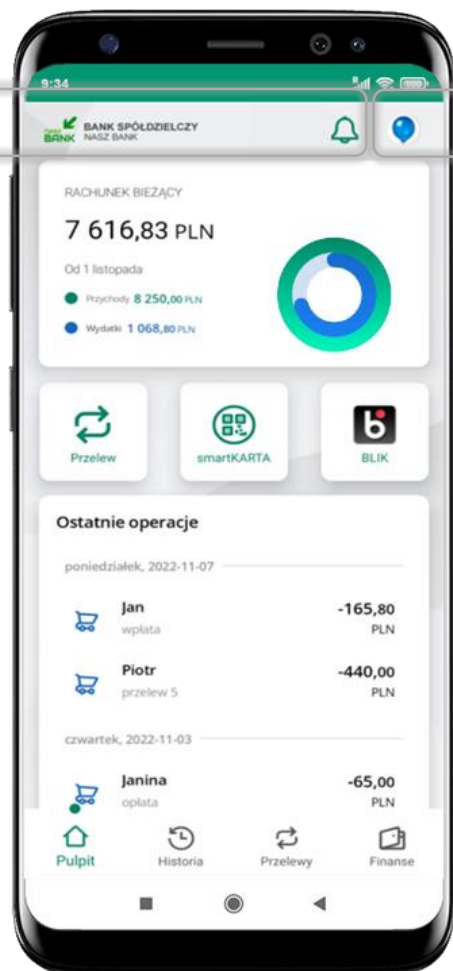 9:34
100
nasz BANK
BANK SPÓŁDZIELCZY
NASZ BANK
RACHUNEK BIEŻĄCY
7 616,83 PLN
Od 1 listopada
Przychody 8 250,00 PLN
Wydatki 1 068,80 PLN
Przelew
smartKARTA
BLIK
Ostatnie operacje
poniedziałek, 2022-11-07
Jan -165,80
wpłata PLN
Piotr -440,00
przelew 5 PLN
czwartek, 2022-11-03
Janina -65,00
opłata PLN
Pulpit Historia Przelewy Finanse